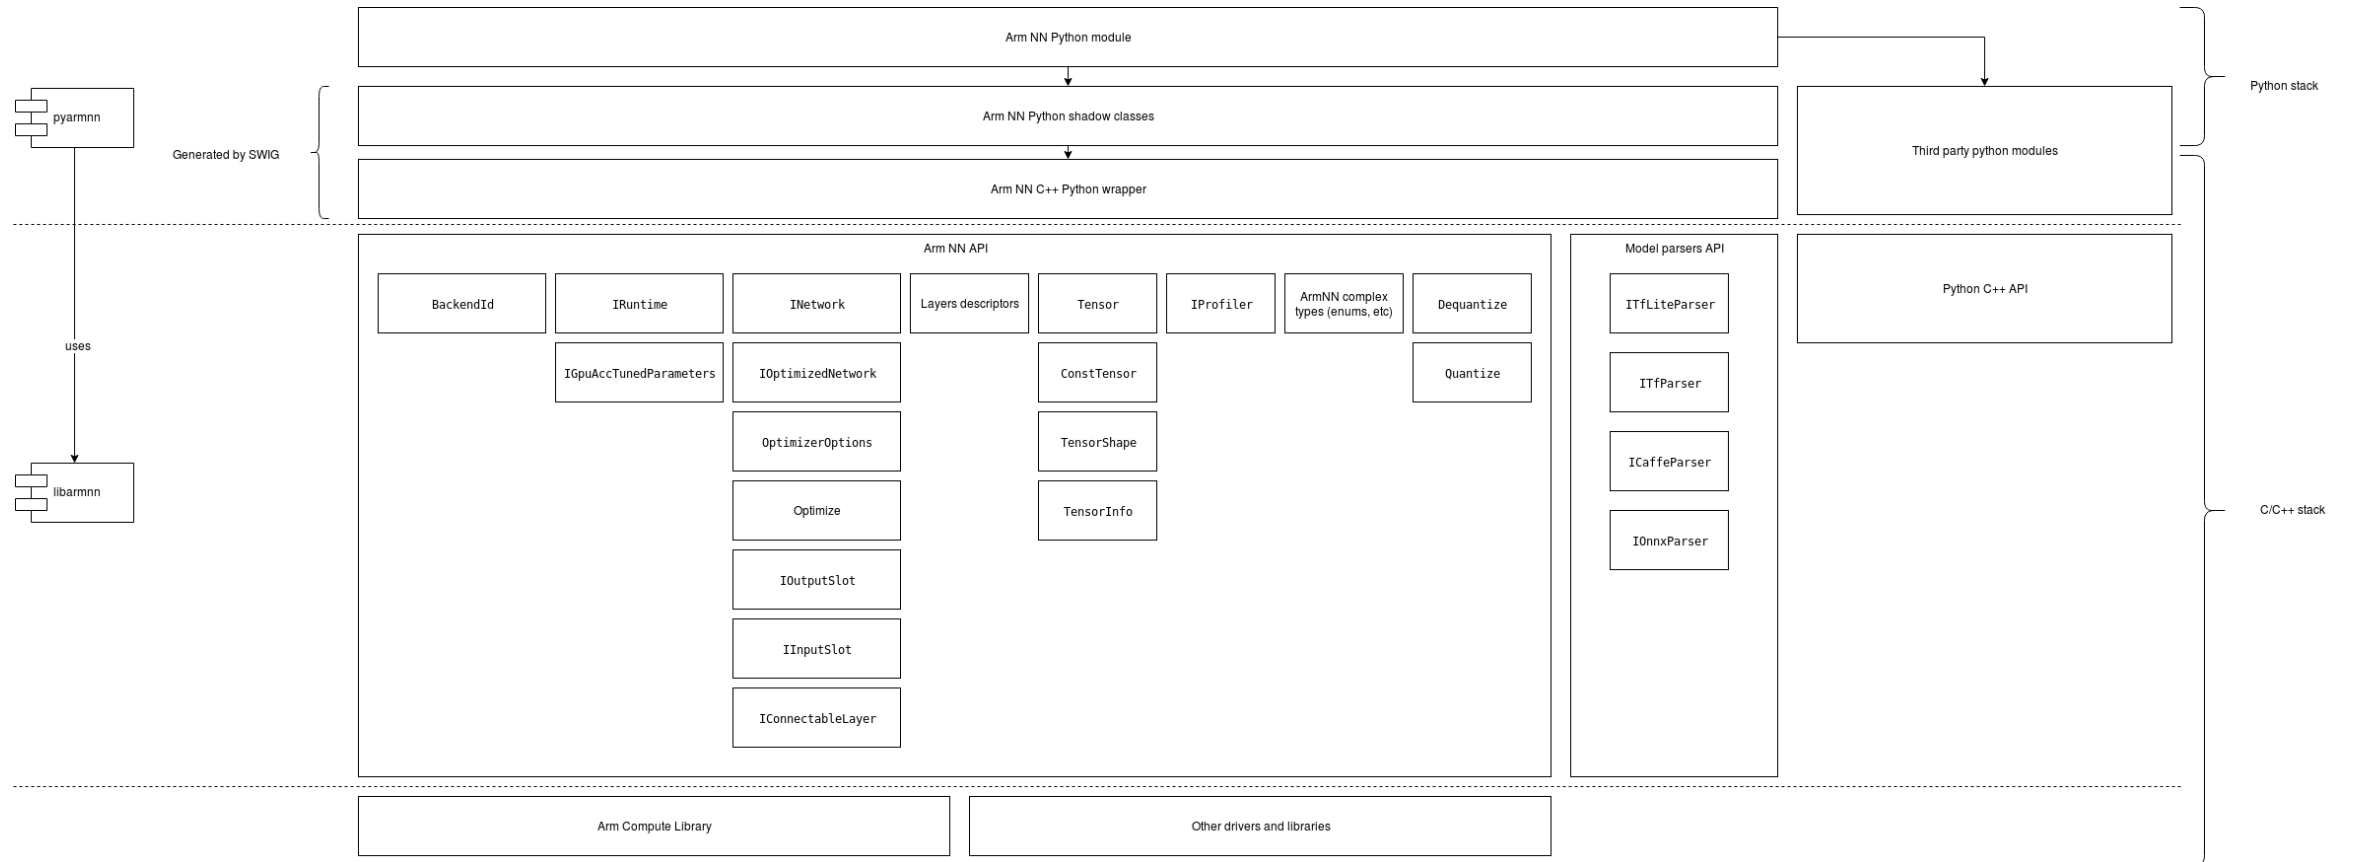 Arm NN Python module
Python stack
pyarmnn
Arm NN Python shadow classes
Generated by SWIG
Third party python modules
Arm NN C++ Python wrapper
Arm NN API
Model parsers API
BackendId
IRuntime
INetwork
Layers descriptors
Tensor
IProfiler
ArmNN complex
types (enums, etc)
Dequantize
ITfLiteParser
Python C++ API
uses
IGpuAccTunedParameters
IOptimizedNetwork
ConstTensor
Quantize
ITfParser
OptimizerOptions
TensorShape
ICaffeParser
libarmnn
Optimize
TensorInfo
IOnnxParser
C/C++ stack
IOutputSlot
IInputSlot
IConnectableLayer
Arm Compute Library
Other drivers and libraries